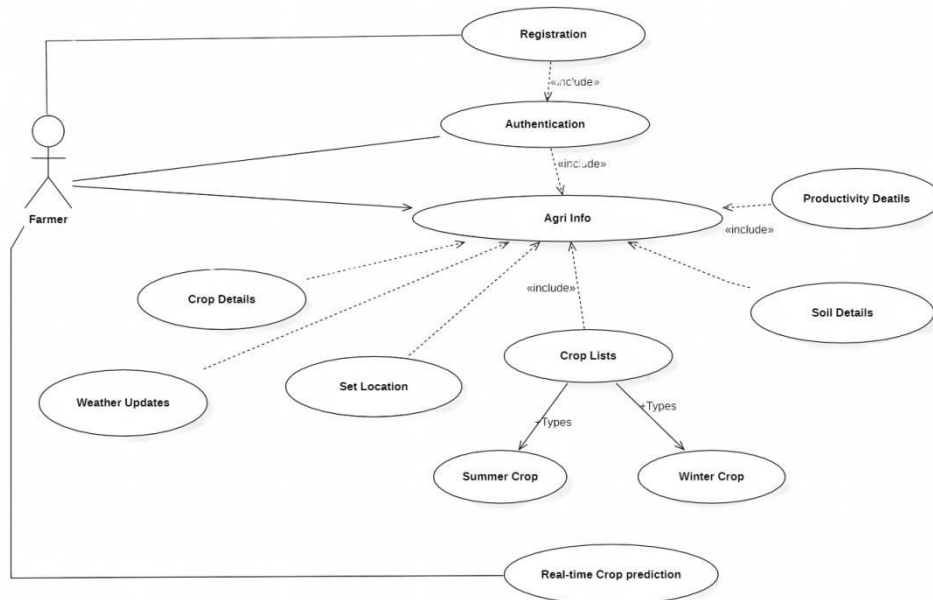 Registration
«include»
Authentication
«include»
Productivity Deatils
Farmer
Agri Info
«include»
Crop Details
«include»
Soil Details
Crop Lists
Set Location
Weather Updates
+Types
+Types
Summer Crop
Winter Crop
Real-time Crop prediction